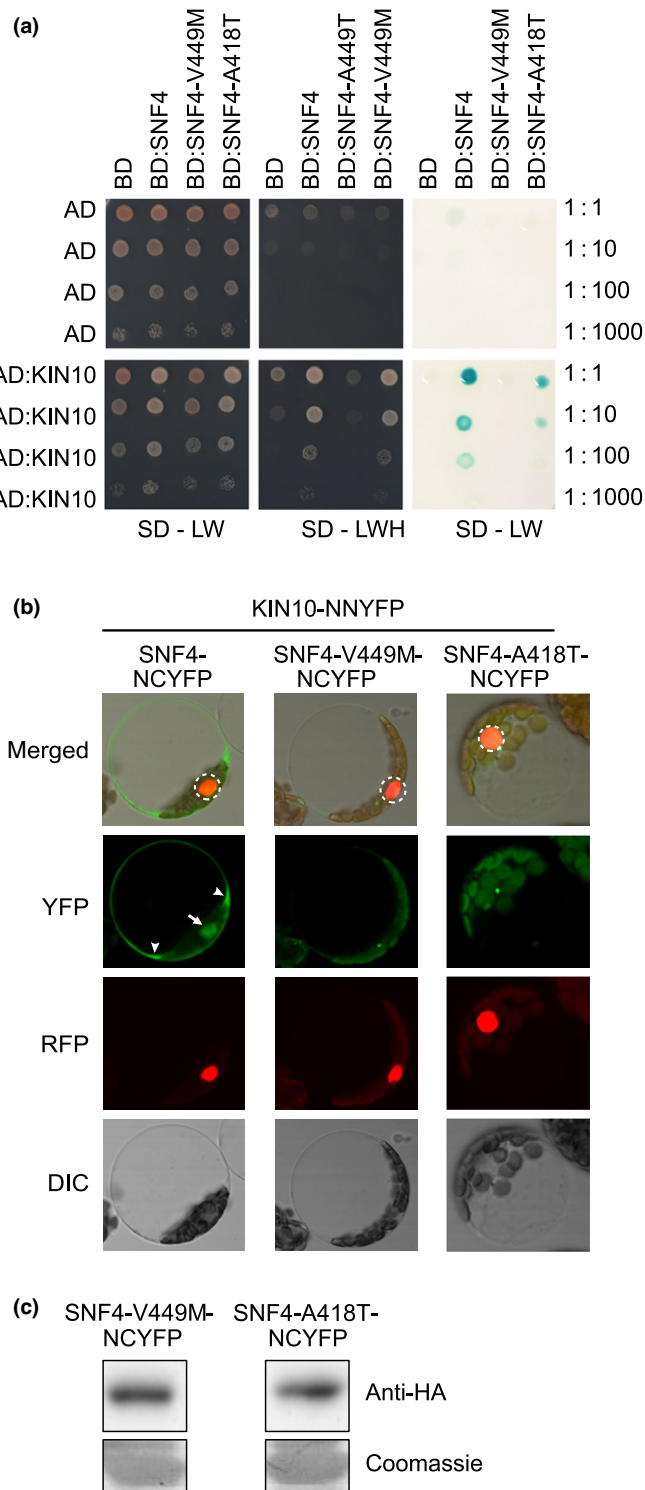 (a)
BD
BD:SNF4
BD:SNF4-V449M
BD:SNF4-A418T
BD
BD:SNF4
BD:SNF4-A449T
BD:SNF4-V449M
BD
BD:SNF4
BD:SNF4-V449M
BD:SNF4-A418T
AD 1 : 1
AD 1 : 10
AD 1 : 100
AD 1 : 1000
AD:KIN10 1 : 1
AD:KIN10 1 : 10
AD:KIN10 1 : 100
AD:KIN10 1 : 1000
SD - LW SD - LWH SD - LW
(b)
KIN10-NNYFP
SNF4-
NCYFP
SNF4-V449M-
NCYFP
SNF4-A418T-
NCYFP
Merged
YFP
RFP
DIC
(c)
SNF4-V449M-
NCYFP
SNF4-A418T-
NCYFP
Anti-HA
Coomassie